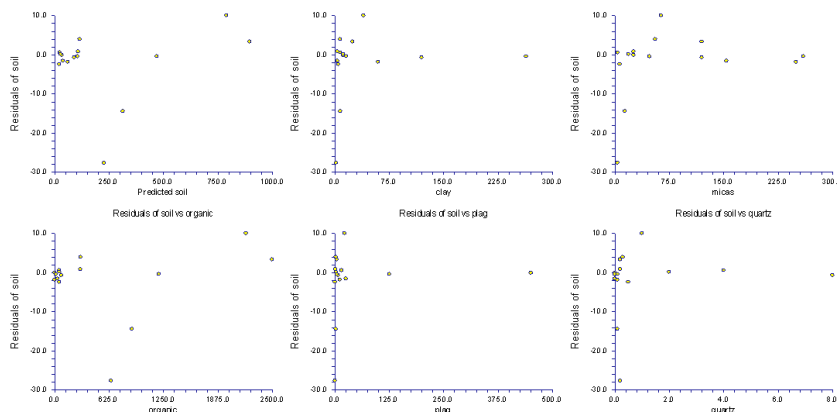 10.0 10.0 10.0
0.0 0.0 0.0
-10.0 -10.0 -10.0
-20.0 -20.0 -20.0
-30.0 -30.0 -30.0
Residuals of soil Residuals of soil Residuals of soil
0.0 250.0 500.0 750.0 1000.0 0.0 75.0 150.0 225.0 300.0 0.0 75.0 150.0 225.0 300.
Predicted soil clay micas
Residuals of soil vs organic Residuals of soil vs plag Residuals of soil vs quartz
10.0 10.0 10.0
0.0 0.0 0.0
-10.0 -10.0 -10.0
-20.0 -20.0 -20.0
-30.0 -30.0 -30.0
Residuals of soil Residuals of soil Residuals of soil
0.0 625.0 1250.0 1875.0 2500.0 0.0 125.0 250.0 375.0 500.0 0.0 2.0 4.0 6.0 8.0
organic plag quartz